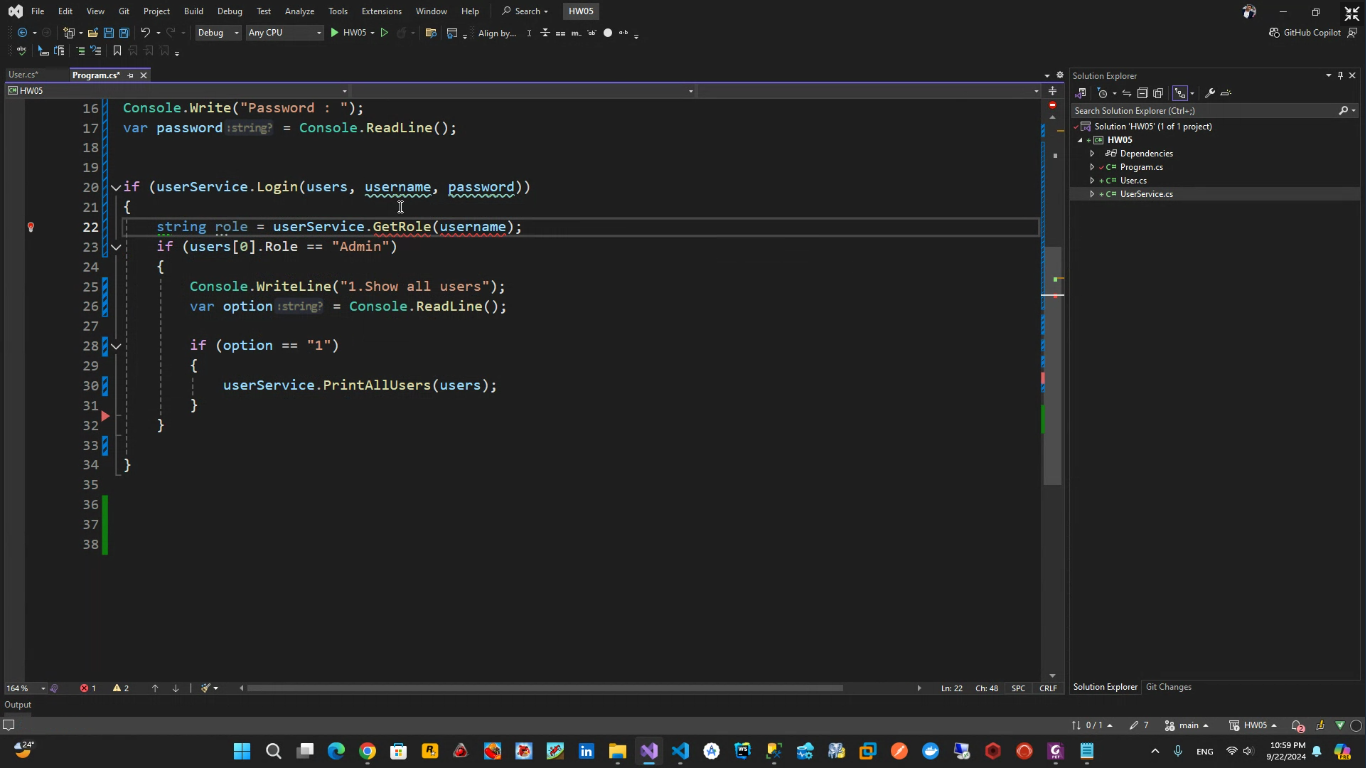 File Edit View Git Project Build Debug Test Analyze Tools Extensions Window Help Search HW05
Debug Any CPU HW05 Align by... GitHub Copilot
User.cs* Program.cs*
HW05
16 Console.Write("Password : ");
17 var password :string? = Console.ReadLine();
18
19
20 if (userService.Login(users, username, password))
21 {
22 string role = userService.GetRole(username);
23 if (users[0].Role == "Admin")
24 {
25 Console.WriteLine("1.Show all users");
26 var option :string? = Console.ReadLine();
27
28 if (option == "1")
29 {
30 userService.PrintAllUsers(users);
31 }
32 }
33
34 }
35
36
37
38
164 % 1 2 Ln: 22 Ch: 48 SPC CRLF
Output
Solution Explorer
Search Solution Explorer (Ctrl+;)
Solution 'HW05' (1 of 1 project)
HW05
Dependencies
Program.cs
User.cs
UserService.cs
Solution Explorer Git Changes
0 / 1 7 main HW05 2
24° ENG 10:59 PM
9/22/2024